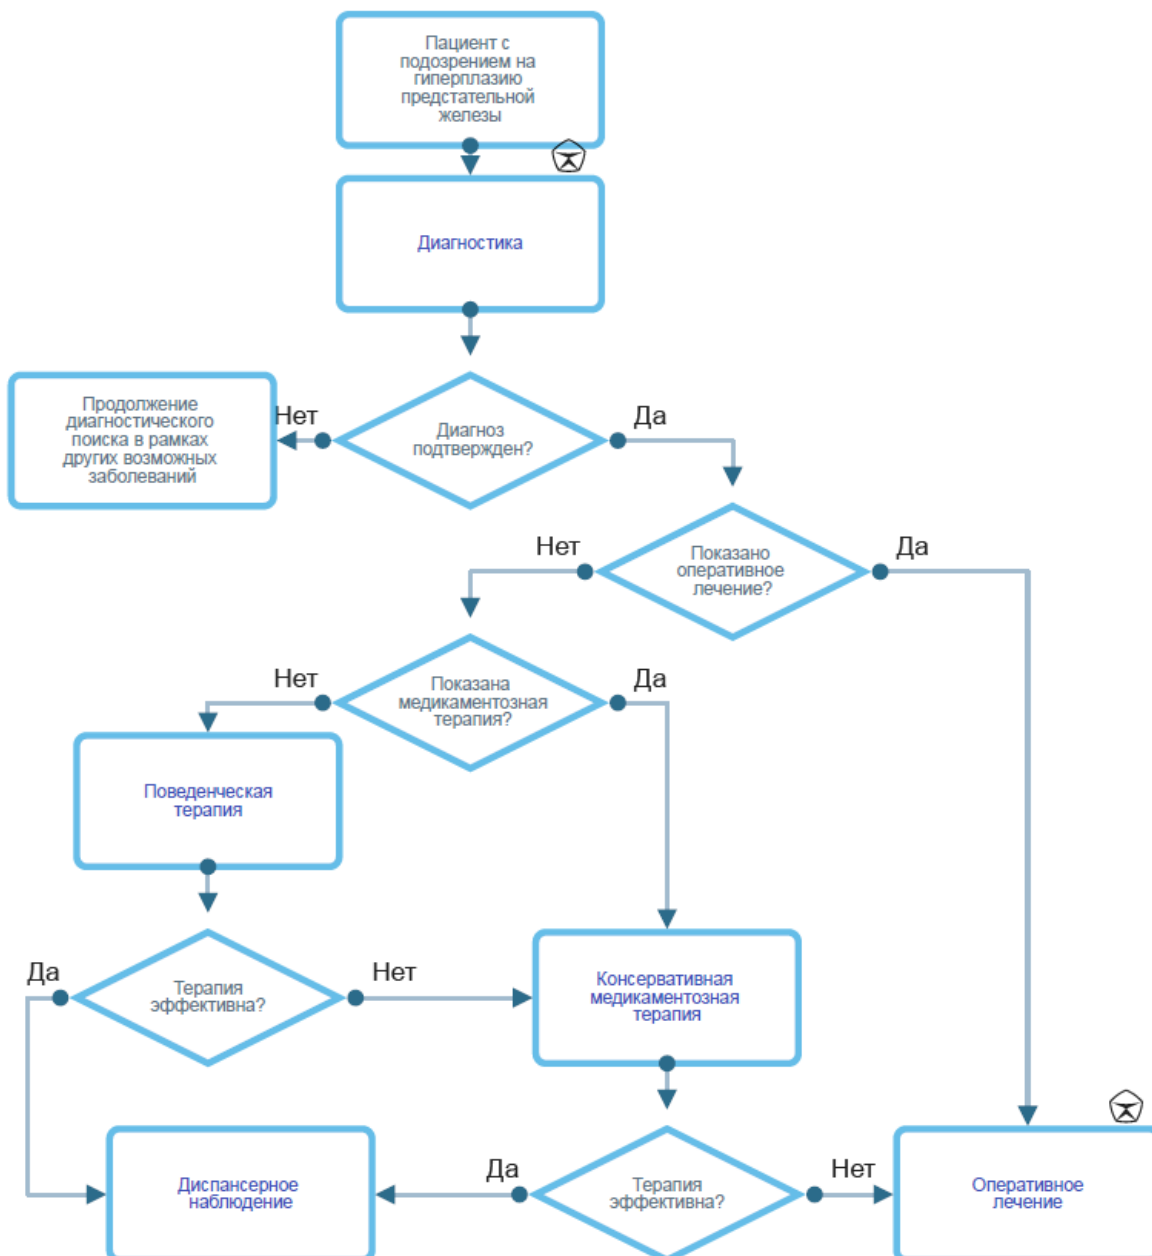 Пациент с
подозрением на
гиперплазию
предстательной
железы
Диагностика
Продолжение
диагностического
поиска в рамках
других возможных
заболеваний
Нет
Диагноз
подтвержден?
Да
Нет
Показано
оперативное
лечение?
Да
Нет
Показана
медикаментозная
терапия?
Да
Поведенческая
терапия
Да
Терапия
эффективна?
Нет
Консервативная
медикаментозная
терапия
Диспансерное
наблюдение
Да
Терапия
эффективна?
Нет
Оперативное
лечение